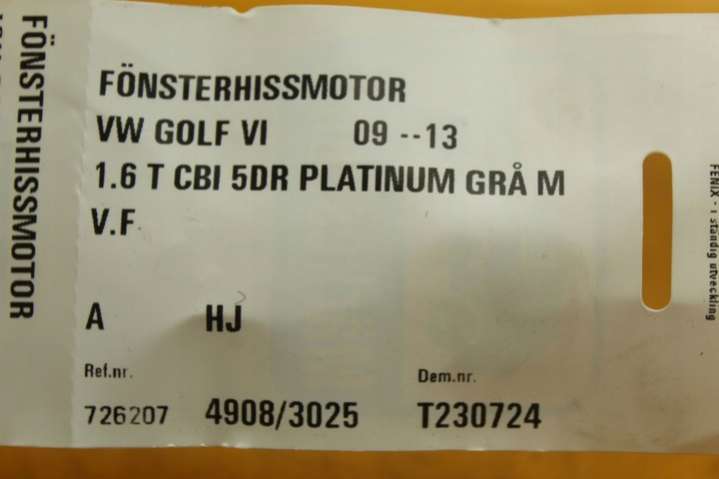 FÖNSTERHISSMOTOR
FÖNSTERHISSMOTOR
VW GOLF VI 09 --13
1.6 T CBI 5DR PLATINUM GRÅ M
V.F
A HJ
Ref.nr. Dem.nr.
726207 4908/3025 T230724
FENIX - i ständig utveckling